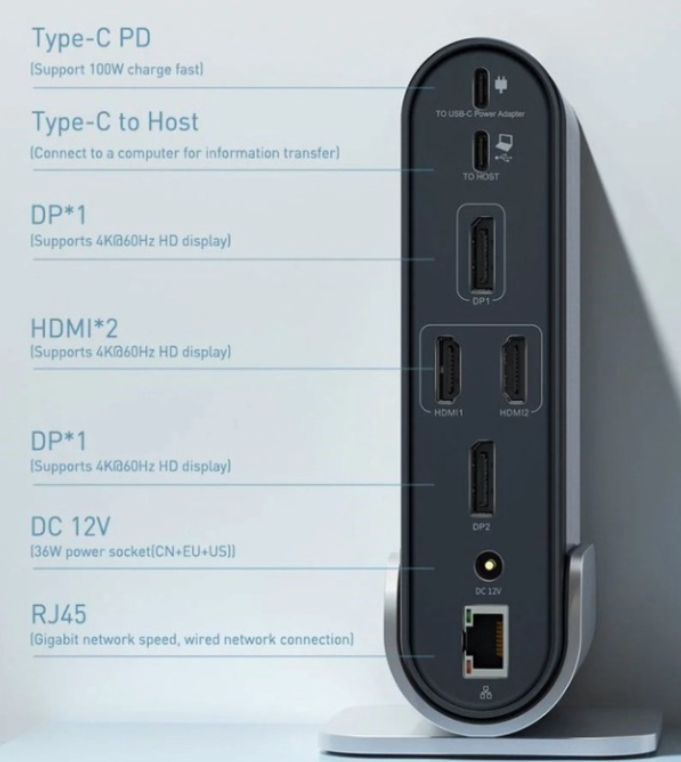 Type-C PD
(Support 100W charge fast)
TO USB-C Power Adapter
Type-C to Host
(Connect to a computer for information transfer)
TO HOST
DP*1
(Supports 4K@60Hz HD display)
DP1
HDMI*2
(Supports 4K@60Hz HD display)
HDMI1
HDMI2
DP*1
(Supports 4K@60Hz HD display)
DP2
DC 12V
(36W power socket(CN+EU+US))
DC 12V
RJ45
(Gigabit network speed, wired network connection)